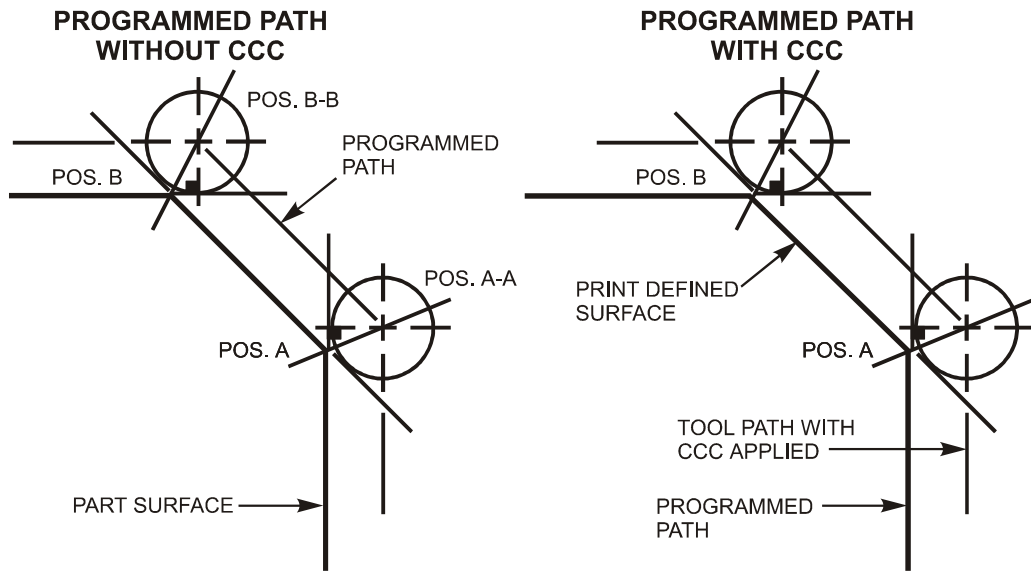 PROGRAMMED PATH
WITHOUT CCC
POS. B-B
PROGRAMMED
PATH
POS. B
POS. A-A
POS. A
PART SURFACE
PROGRAMMED PATH
WITH CCC
POS. B
PRINT DEFINED
SURFACE
POS. A
TOOL PATH WITH
CCC APPLIED
PROGRAMMED
PATH